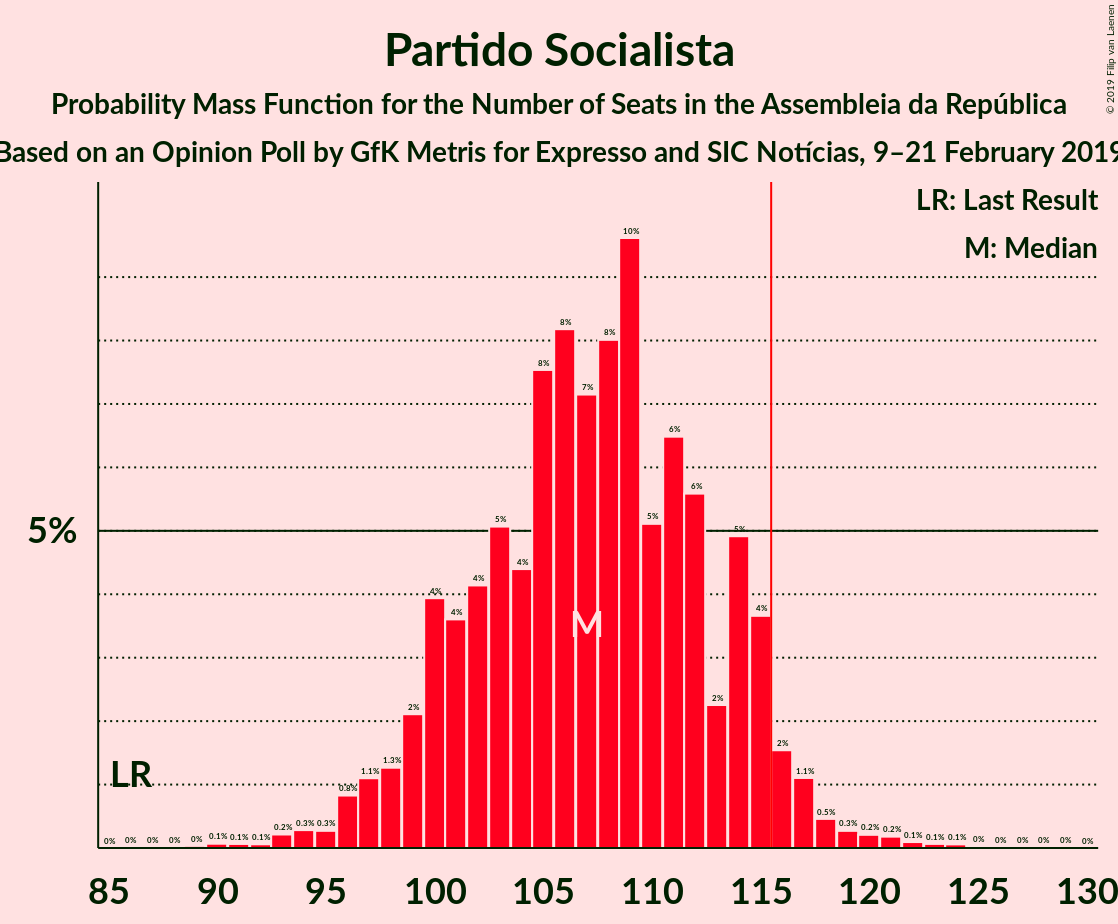 Partido Socialista
Probability Mass Function for the Number of Seats in the Assembleia da República
Based on an Opinion Poll by GfK Metris for Expresso and SIC Notícias, 9–21 February 2019
© 2019 Filip van Laenen
LR: Last Result
M: Median
5%
LR
M
0% 0% 0% 0% 0% 0.1% 0.1% 0.1% 0.2% 0.3% 0.3% 0.8% 1.1% 1.3% 2% 4% 4% 4% 5% 4% 8% 8% 7% 8% 10% 5% 6% 6% 2% 5% 4% 2% 1.1% 0.5% 0.3% 0.2% 0.2% 0.1% 0.1% 0.1% 0% 0% 0% 0% 0% 0%
85 90 95 100 105 110 115 120 125 130